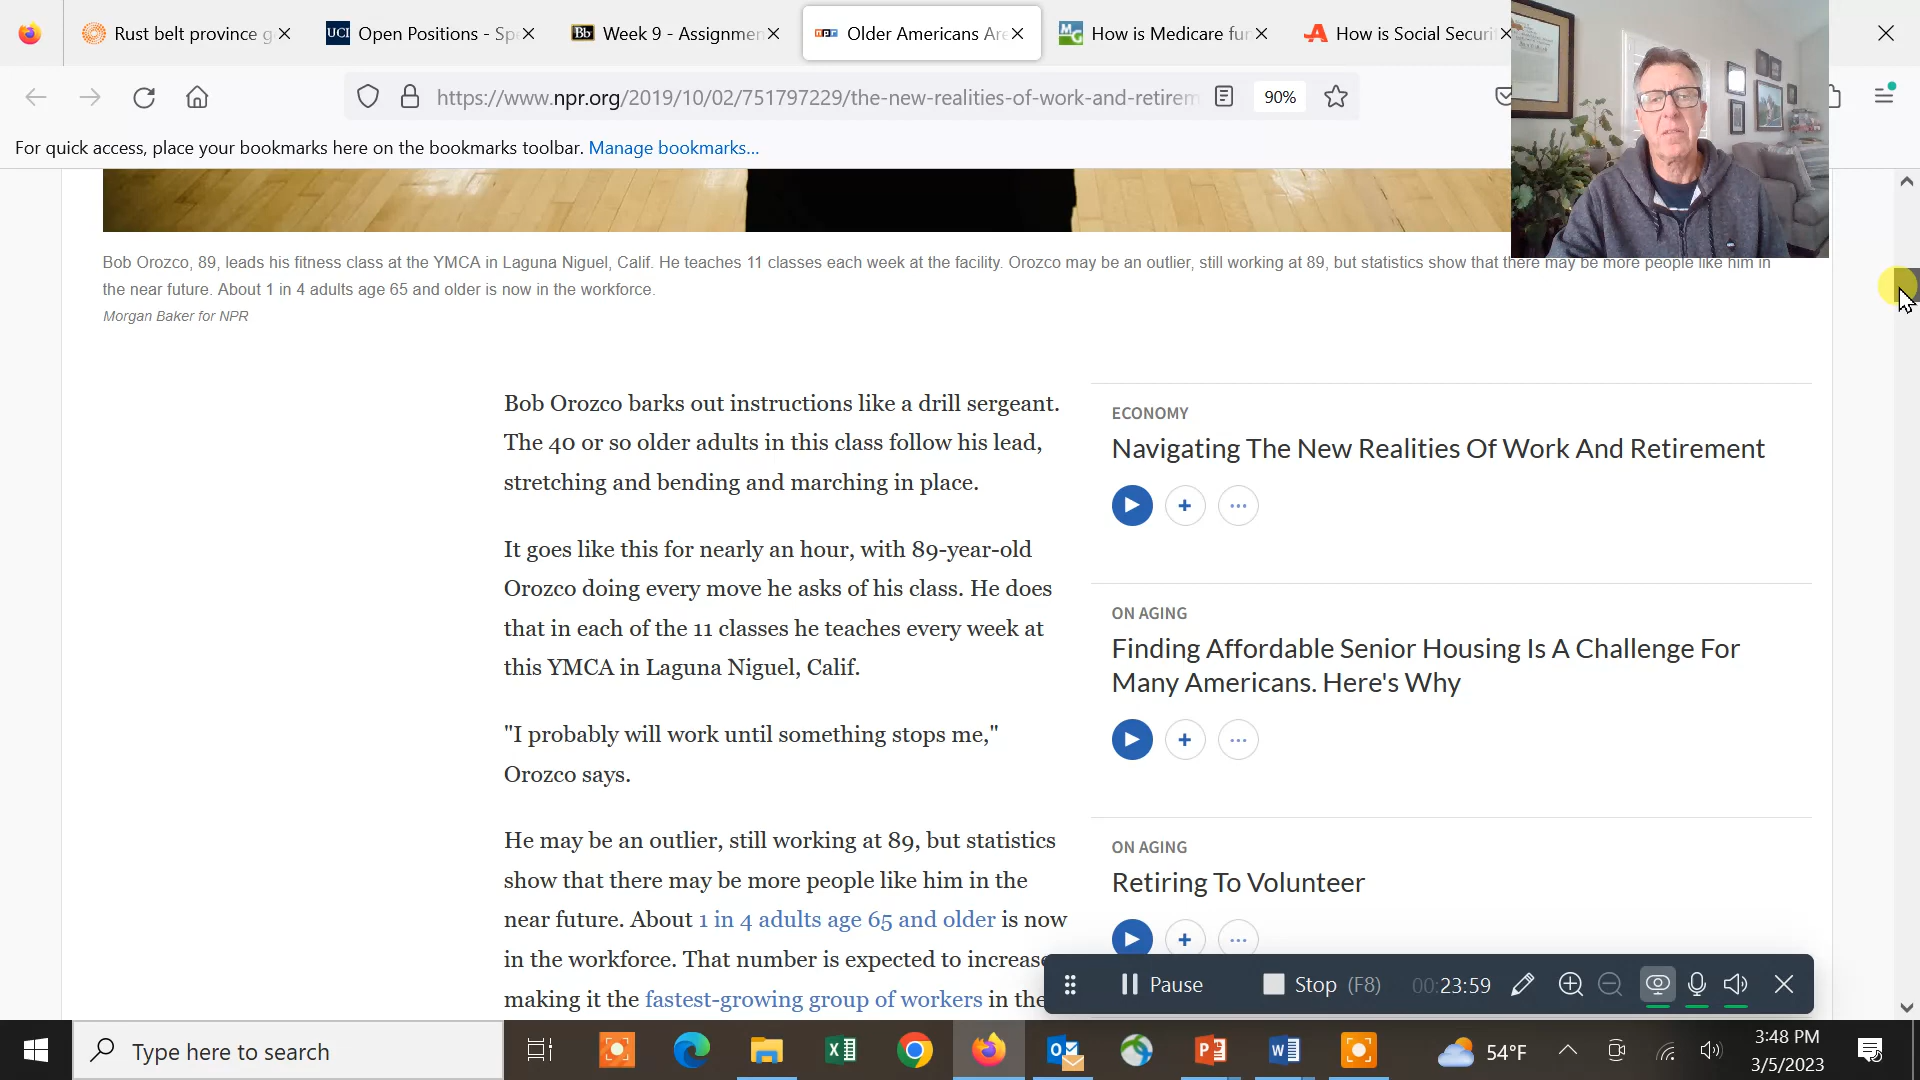 Rust belt province g
UCI Open Positions - Sp
Bb Week 9 - Assignmen
npr Older Americans Are
MG How is Medicare fun
How is Social Securi
https://www.npr.org/2019/10/02/751797229/the-new-realities-of-work-and-retirem
90%
For quick access, place your bookmarks here on the bookmarks toolbar. Manage bookmarks...
Bob Orozco, 89, leads his fitness class at the YMCA in Laguna Niguel, Calif. He teaches 11 classes each week at the facility. Orozco may be an outlier, still working at 89, but statistics show that there may be more people like him in
the near future. About 1 in 4 adults age 65 and older is now in the workforce.
Morgan Baker for NPR
Bob Orozco barks out instructions like a drill sergeant.
The 40 or so older adults in this class follow his lead,
stretching and bending and marching in place.
It goes like this for nearly an hour, with 89-year-old
Orozco doing every move he asks of his class. He does
that in each of the 11 classes he teaches every week at
this YMCA in Laguna Niguel, Calif.
"I probably will work until something stops me,"
Orozco says.
He may be an outlier, still working at 89, but statistics
show that there may be more people like him in the
near future. About 1 in 4 adults age 65 and older is now
in the workforce. That number is expected to increase
making it the fastest-growing group of workers in the
ECONOMY
Navigating The New Realities Of Work And Retirement
ON AGING
Finding Affordable Senior Housing Is A Challenge For
Many Americans. Here's Why
ON AGING
Retiring To Volunteer
Pause
Stop (F8)
00:23:59
Type here to search
54°F
3:48 PM
3/5/2023